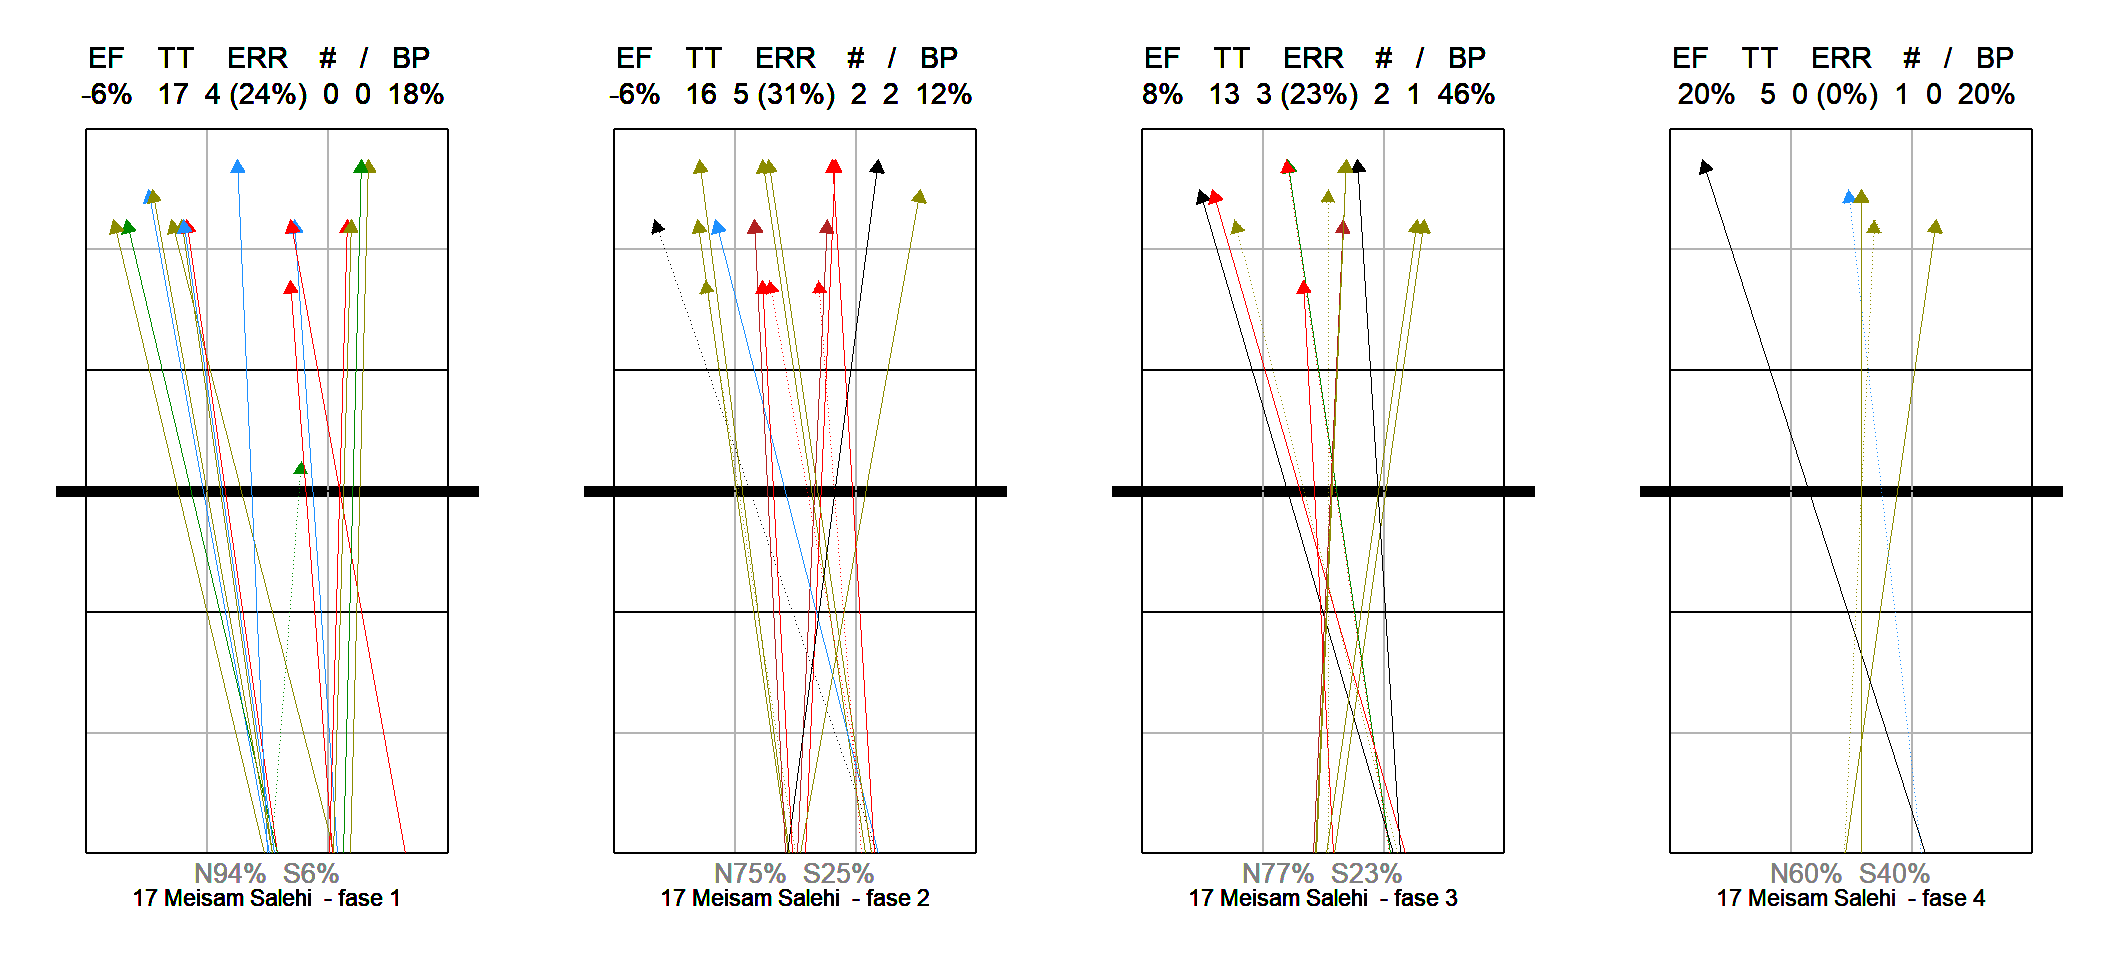 EF TT ERR # / BP
-6% 17 4 (24%) 0 0 18%
N94% S6%
17 Meisam Salehi - fase 1
EF TT ERR # / BP
-6% 16 5 (31%) 2 2 12%
N75% S25%
17 Meisam Salehi - fase 2
EF TT ERR # / BP
8% 13 3 (23%) 2 1 46%
N77% S23%
17 Meisam Salehi - fase 3
EF TT ERR # / BP
20% 5 0 (0%) 1 0 20%
N60% S40%
17 Meisam Salehi - fase 4